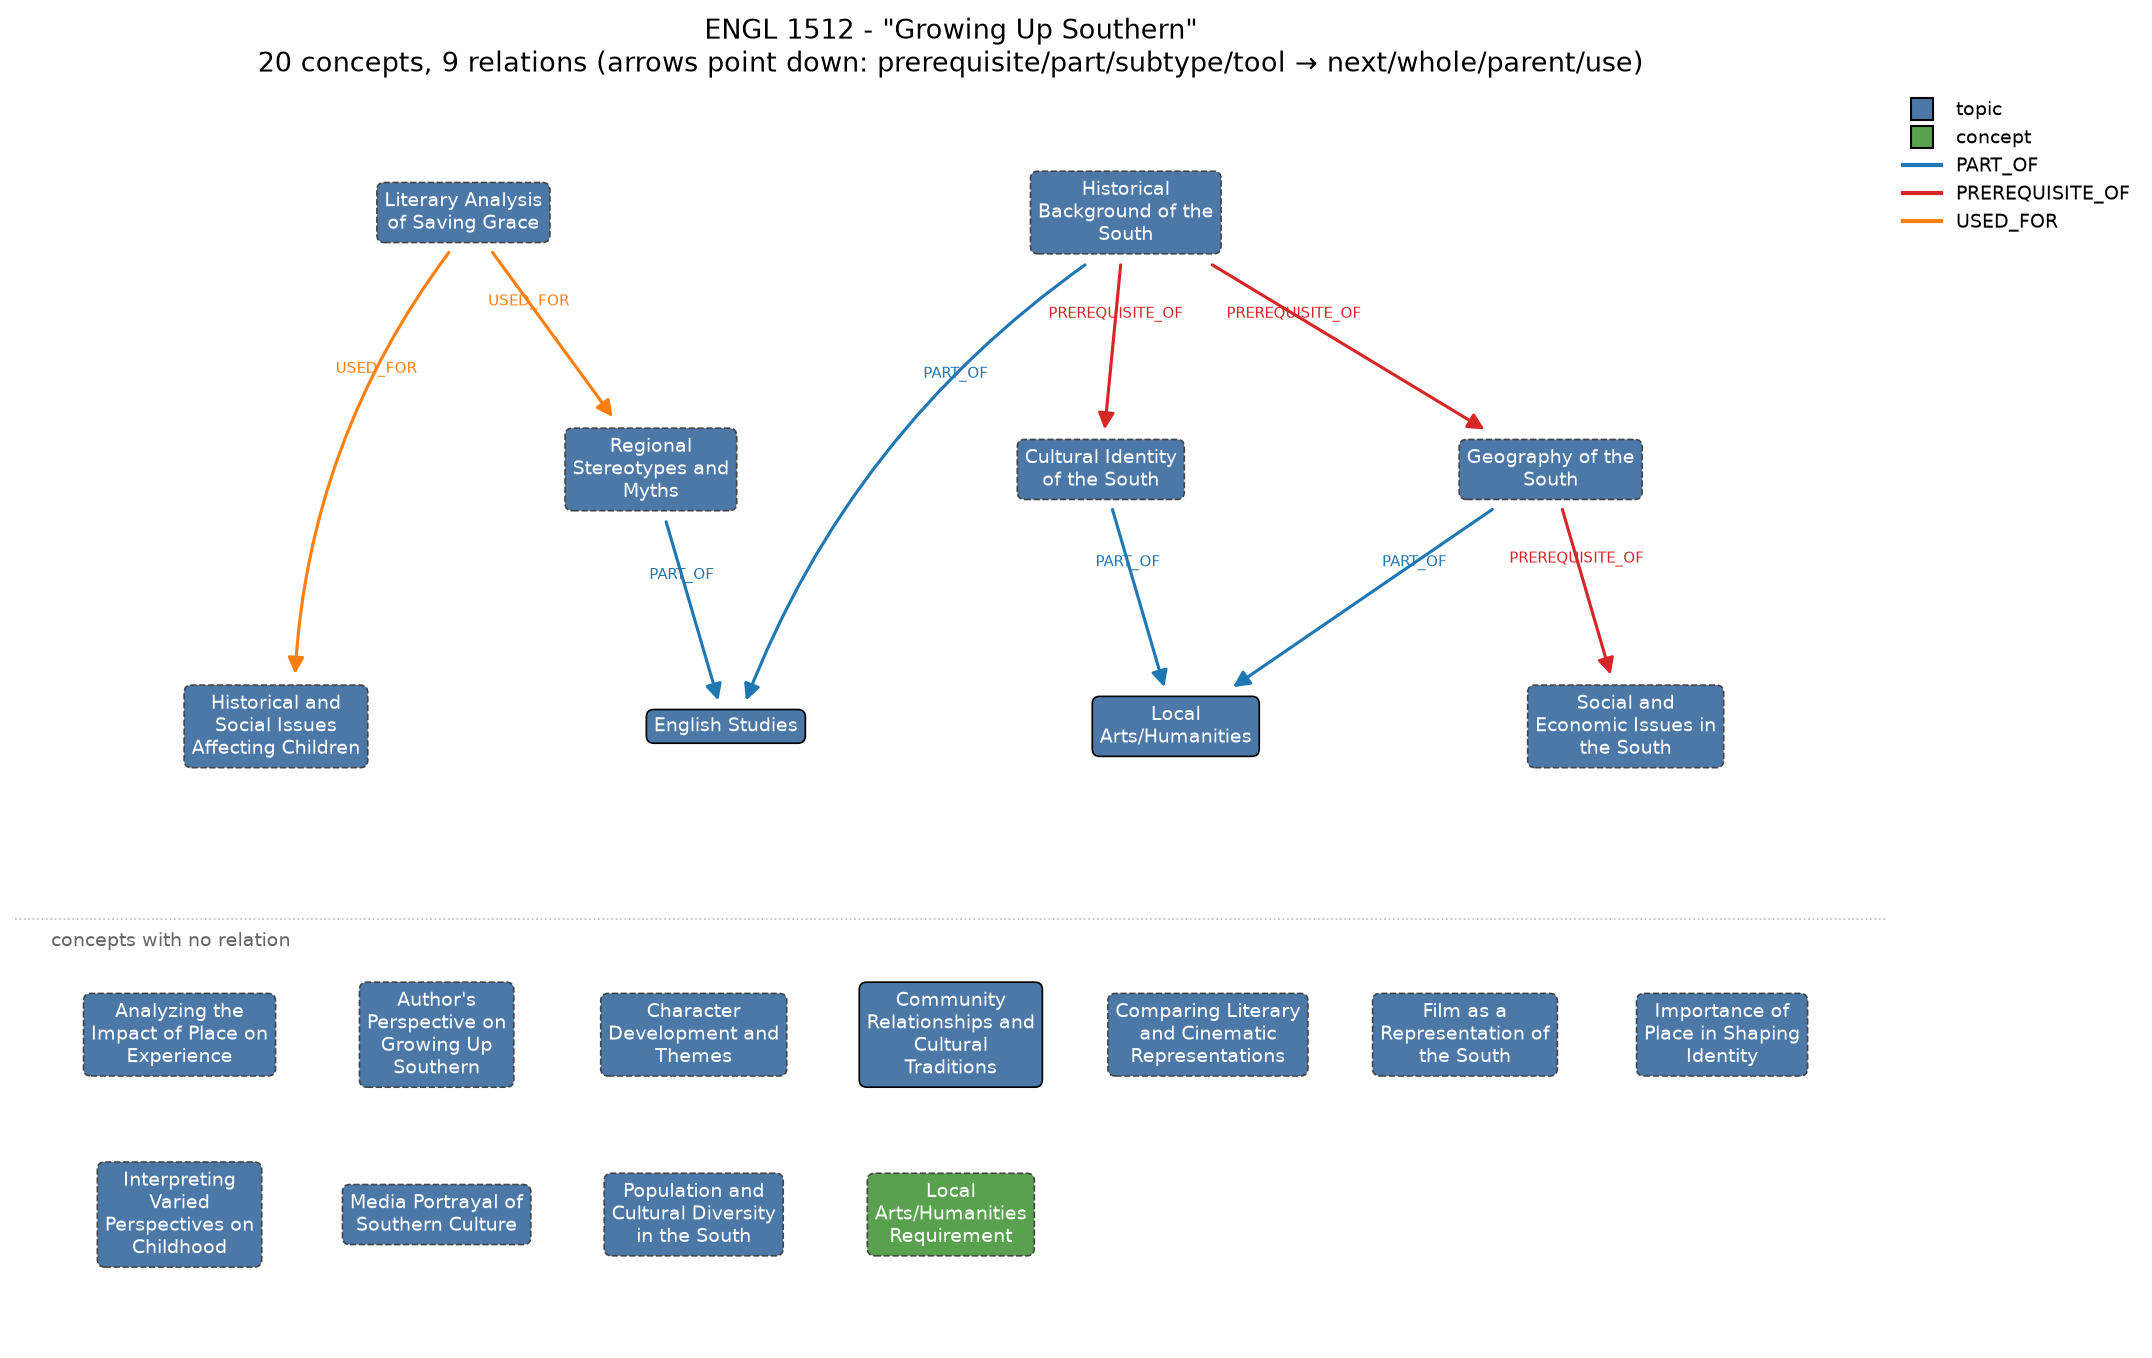 ENGL 1512 - "Growing Up Southern"
20 concepts, 9 relations (arrows point down: prerequisite/part/subtype/tool → next/whole/parent/use)
topic
concept
PART_OF
PREREQUISITE_OF
USED_FOR
Literary Analysis
of Saving Grace
Historical
Background of the
South
USED_FOR
PREREQUISITE_OF
PREREQUISITE_OF
USED_FOR
PART_OF
Regional
Stereotypes and
Myths
Cultural Identity
of the South
Geography of the
South
PART_OF
PART_OF
PART_OF
PREREQUISITE_OF
Historical and
Social Issues
Affecting Children
English Studies
Local
Arts/Humanities
Social and
Economic Issues in
the South
concepts with no relation
Analyzing the
Impact of Place on
Experience
Author's
Perspective on
Growing Up
Southern
Character
Development and
Themes
Community
Relationships and
Cultural
Traditions
Comparing Literary
and Cinematic
Representations
Film as a
Representation of
the South
Importance of
Place in Shaping
Identity
Interpreting
Varied
Perspectives on
Childhood
Media Portrayal of
Southern Culture
Population and
Cultural Diversity
in the South
Local
Arts/Humanities
Requirement